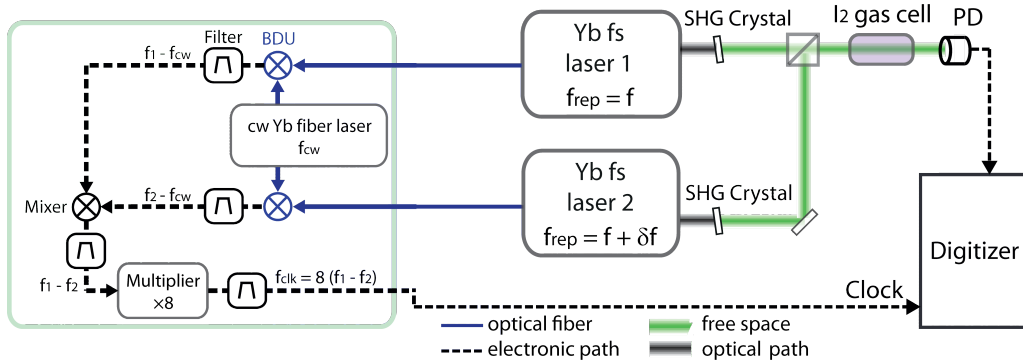 Filter
BDU
f1 - fcw
cw Yb fiber laser
fcw
f2 - fcw
Mixer
f1 - f2
Multiplier
×8
fclk = 8 (f1 - f2)
Yb fs
laser 1
frep = f
Yb fs
laser 2
frep = f + δf
SHG Crystal
SHG Crystal
I2 gas cell
PD
Digitizer
Clock
optical fiber
electronic path
free space
optical path